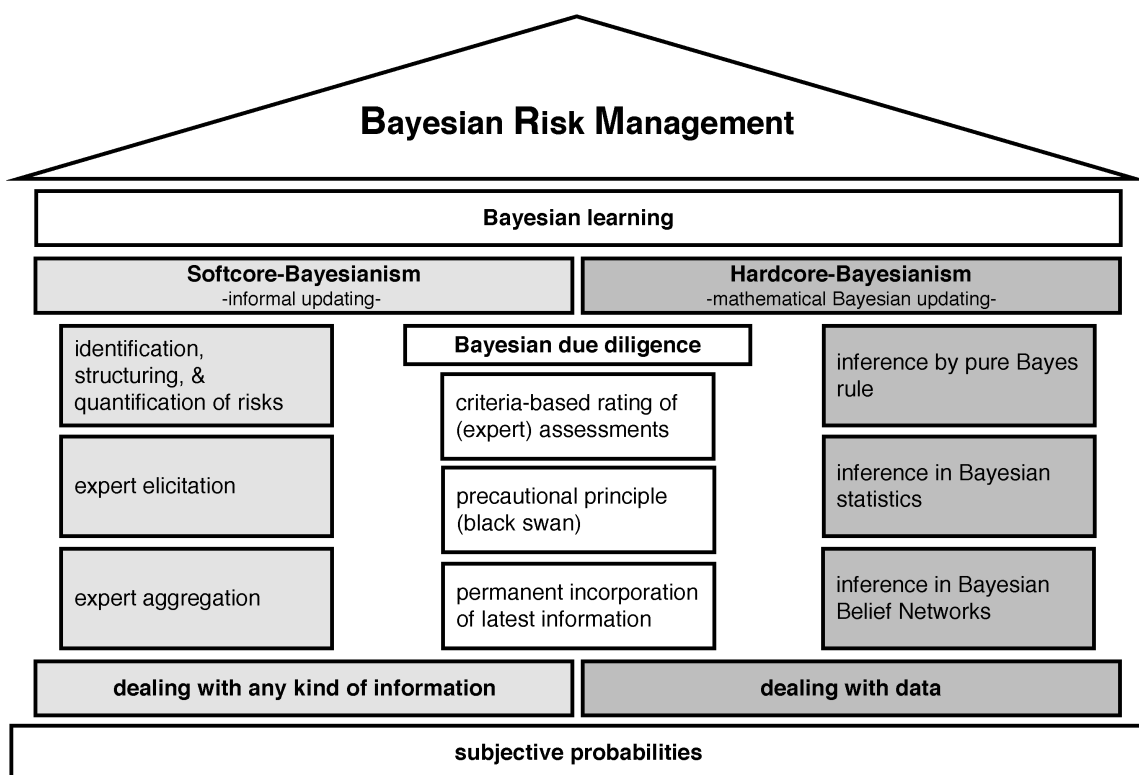 Bayesian Risk Management
Bayesian learning
Softcore-Bayesianism
-informal updating-
Hardcore-Bayesianism
-mathematical Bayesian updating-
identification,
structuring, &
quantification of risks
expert elicitation
expert aggregation
Bayesian due diligence
criteria-based rating of
(expert) assessments
precautional principle
(black swan)
permanent incorporation
of latest information
inference by pure Bayes
rule
inference in Bayesian
statistics
inference in Bayesian
Belief Networks
dealing with any kind of information
dealing with data
subjective probabilities